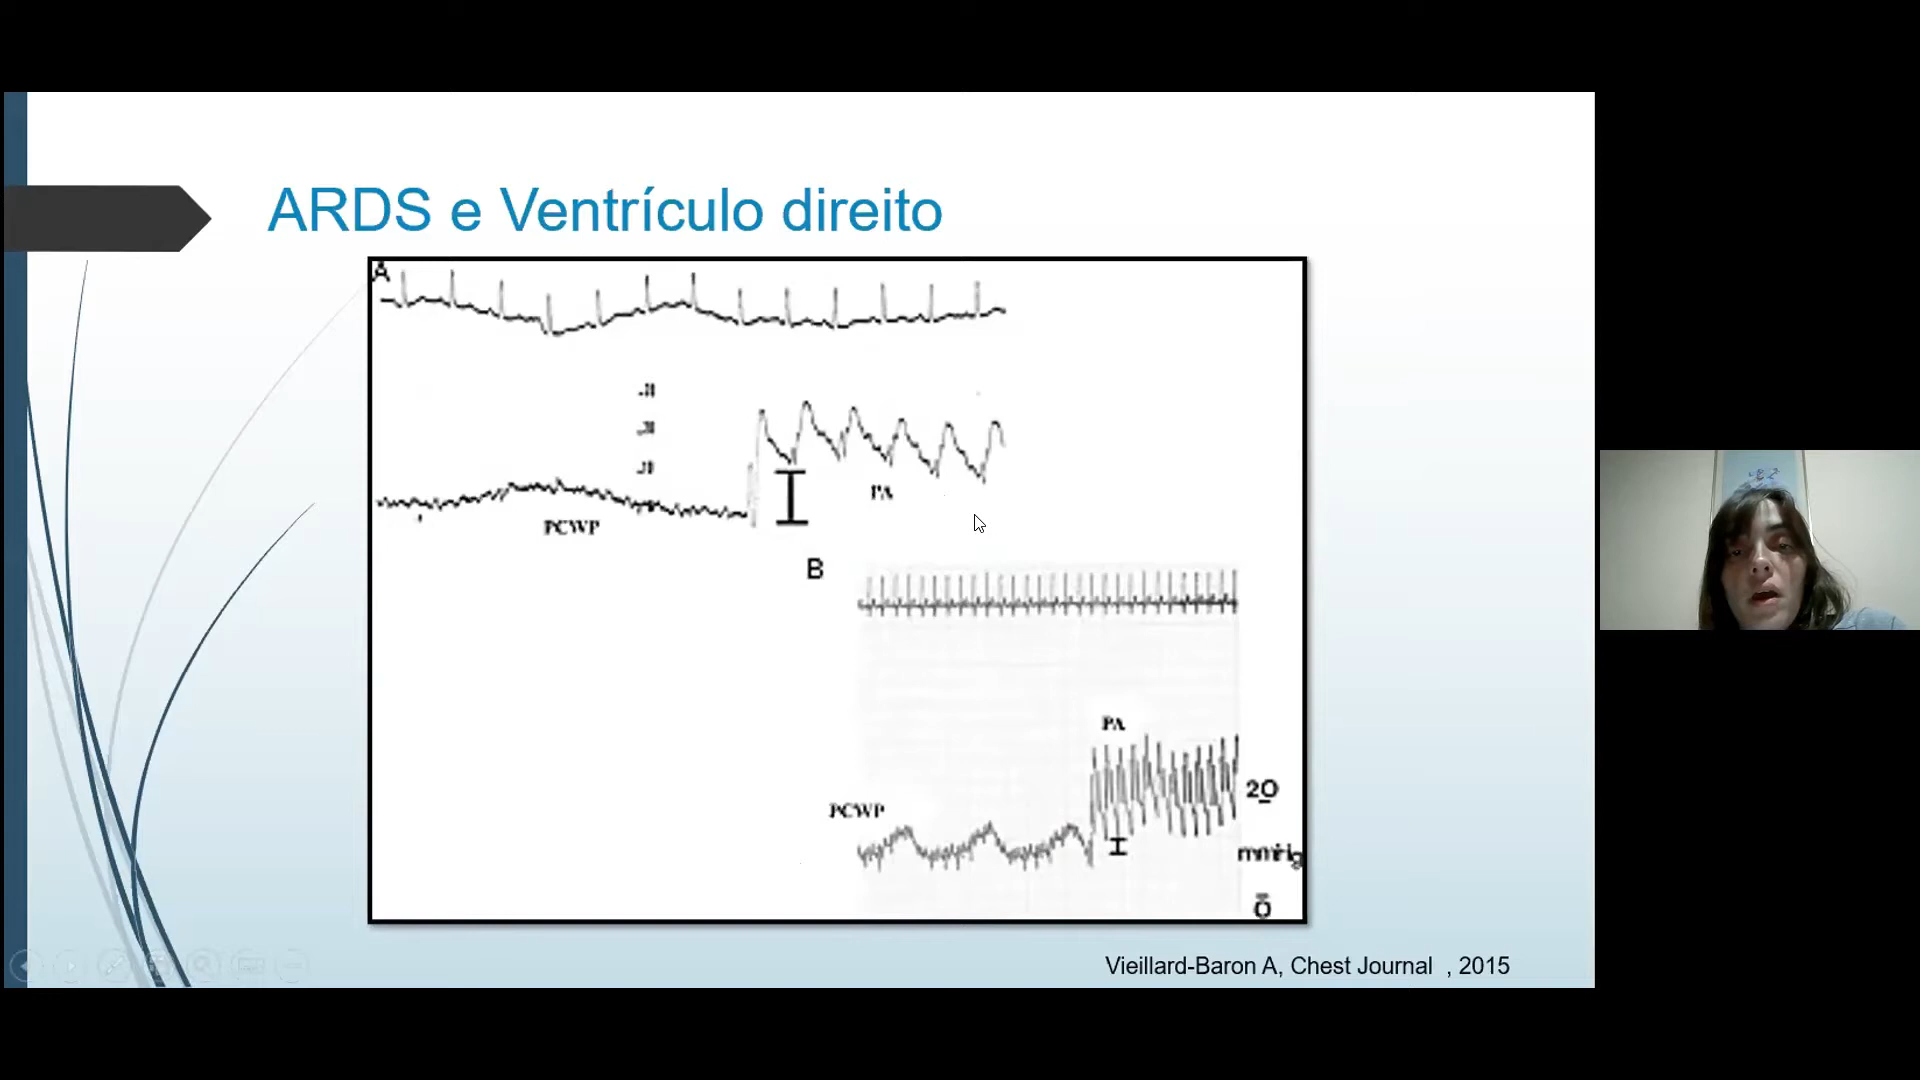 ARDS e Ventrículo direito
A
PCWP
PA
B
PA
PCWP
20
mmHg
0
Vieillard-Baron A, Chest Journal , 2015